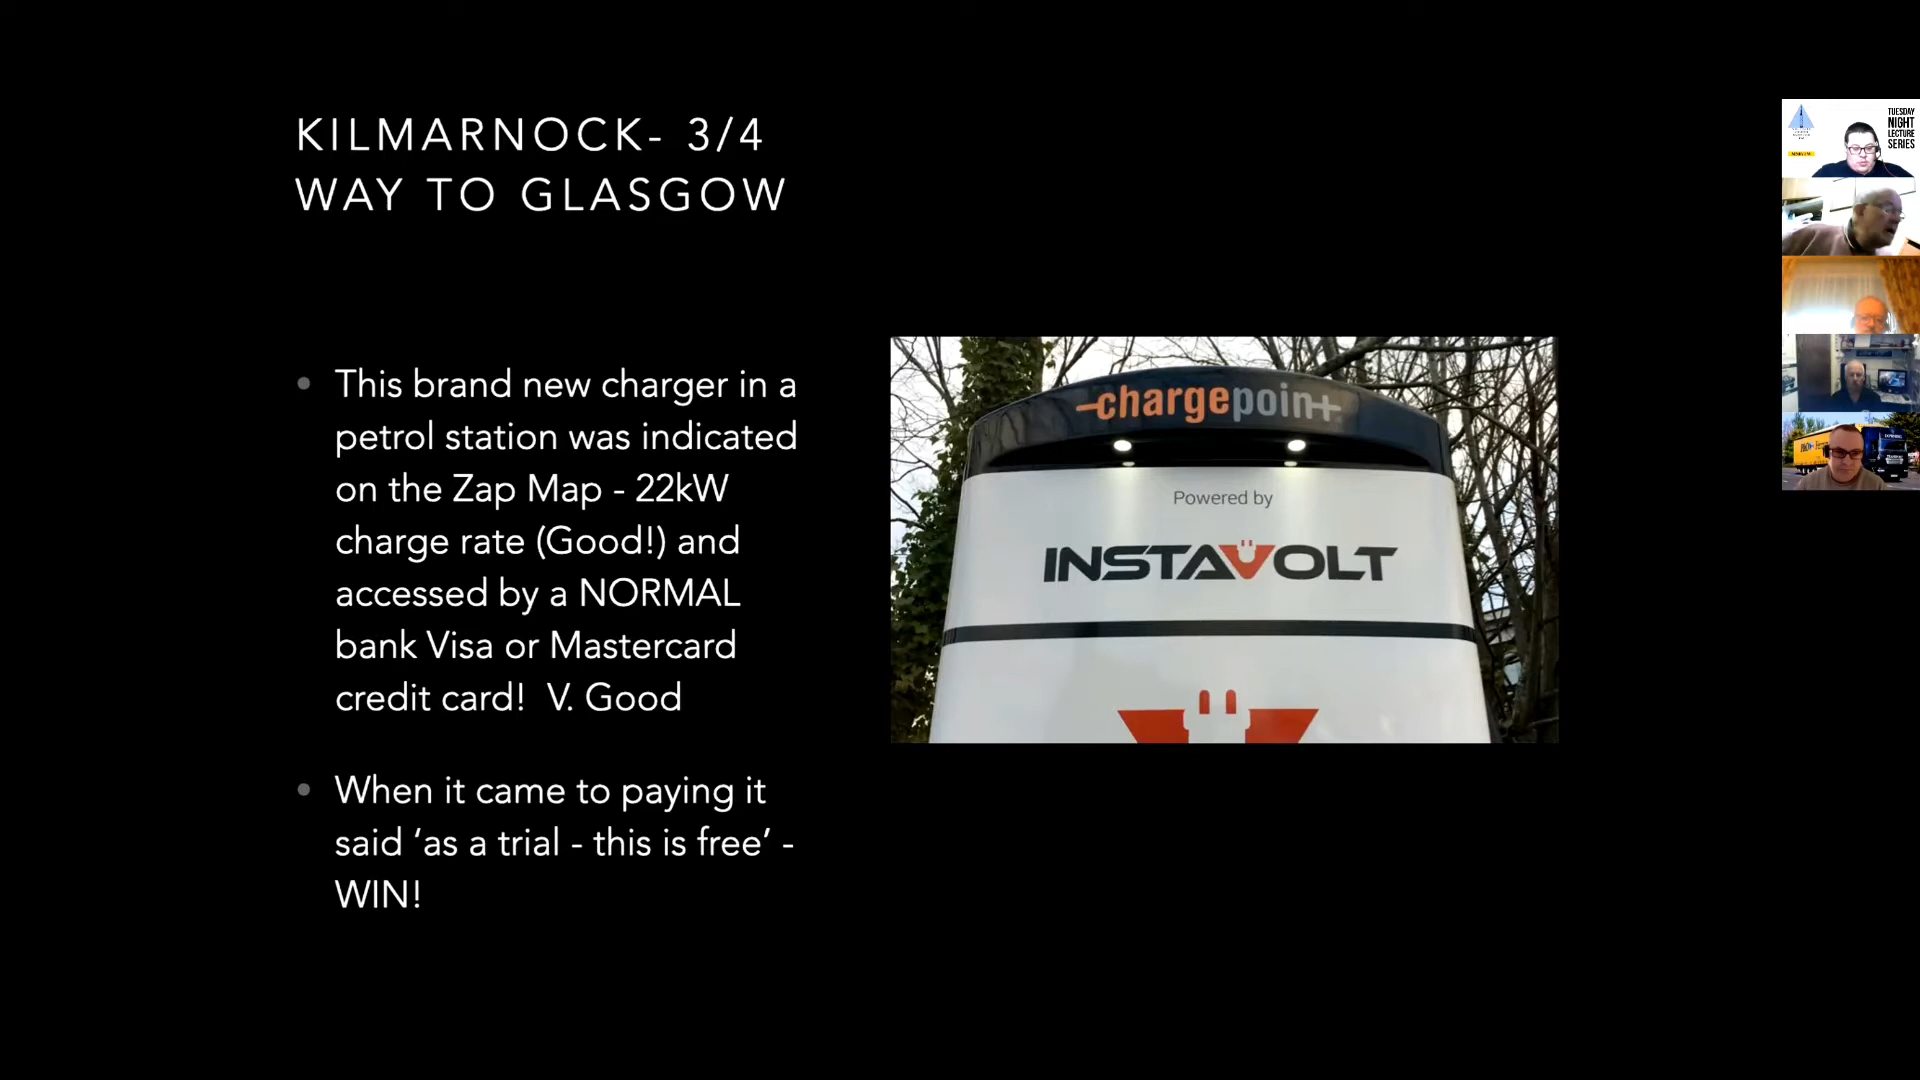 KILMARNOCK- 3/4
WAY TO GLASGOW
This brand new charger in a
petrol station was indicated
on the Zap Map - 22kW
charge rate (Good!) and
accessed by a NORMAL
bank Visa or Mastercard
credit card!  V. Good
When it came to paying it
said ‘as a trial - this is free’ -
WIN!
chargepoint
Powered by
INSTAVOLT
TUESDAY
NIGHT
LECTURE
SERIES